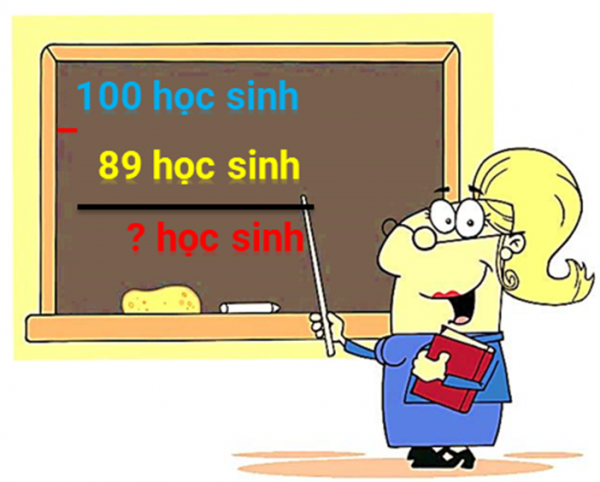 100 học sinh
-
89 học sinh
? học sinh